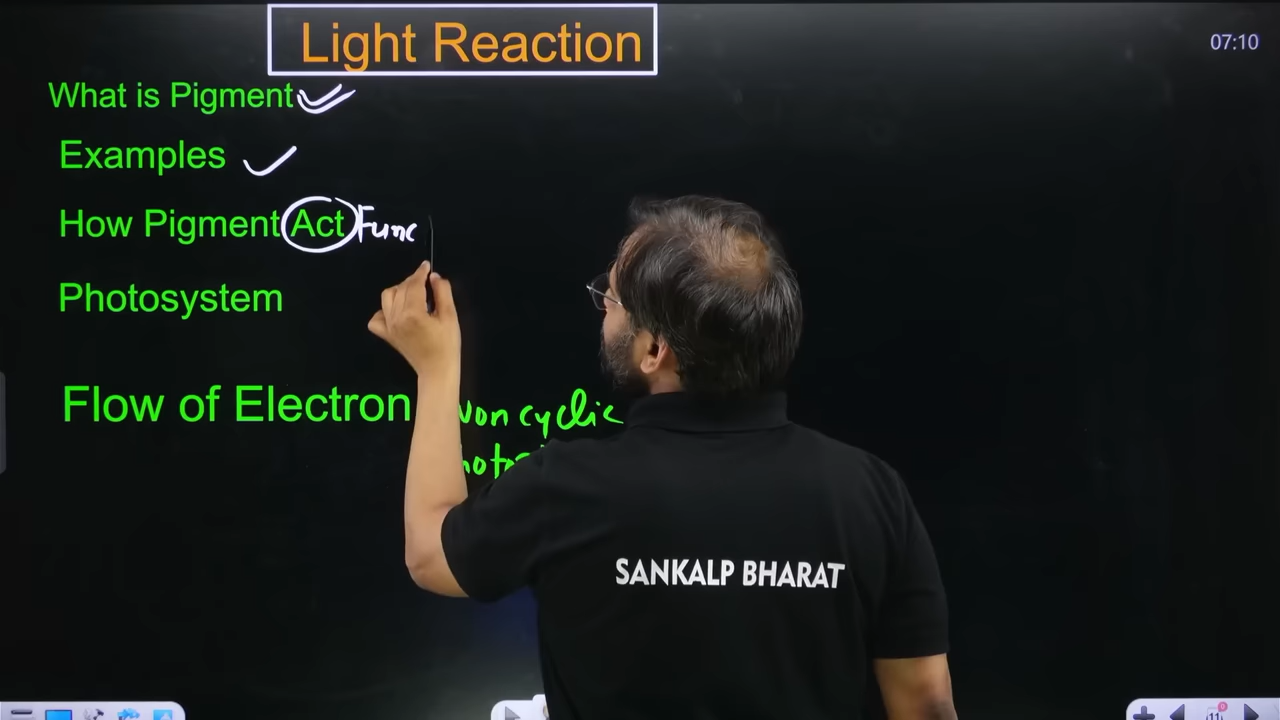 Light Reaction
07:10
What is Pigment
Examples
How Pigment Act Func
Photosystem
Flow of Electron
Non cyclic
SANKALP BHARAT
11